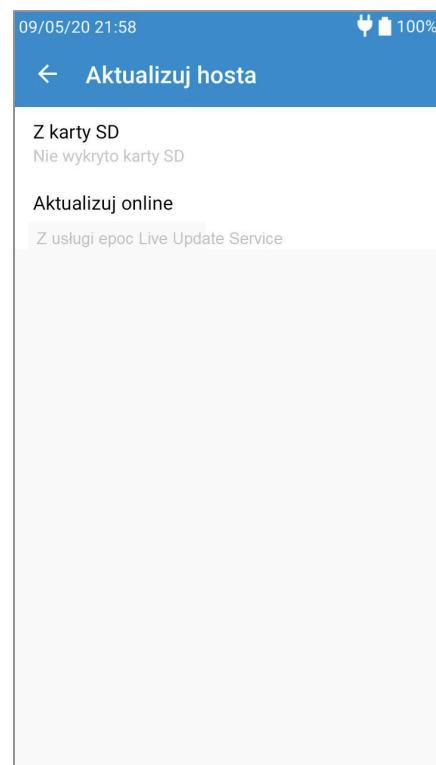 09/05/20 21:58 100%
Aktualizuj hosta
Z karty SD
Nie wykryto karty SD
Aktualizuj online
Z usługi epoc Live Update Service